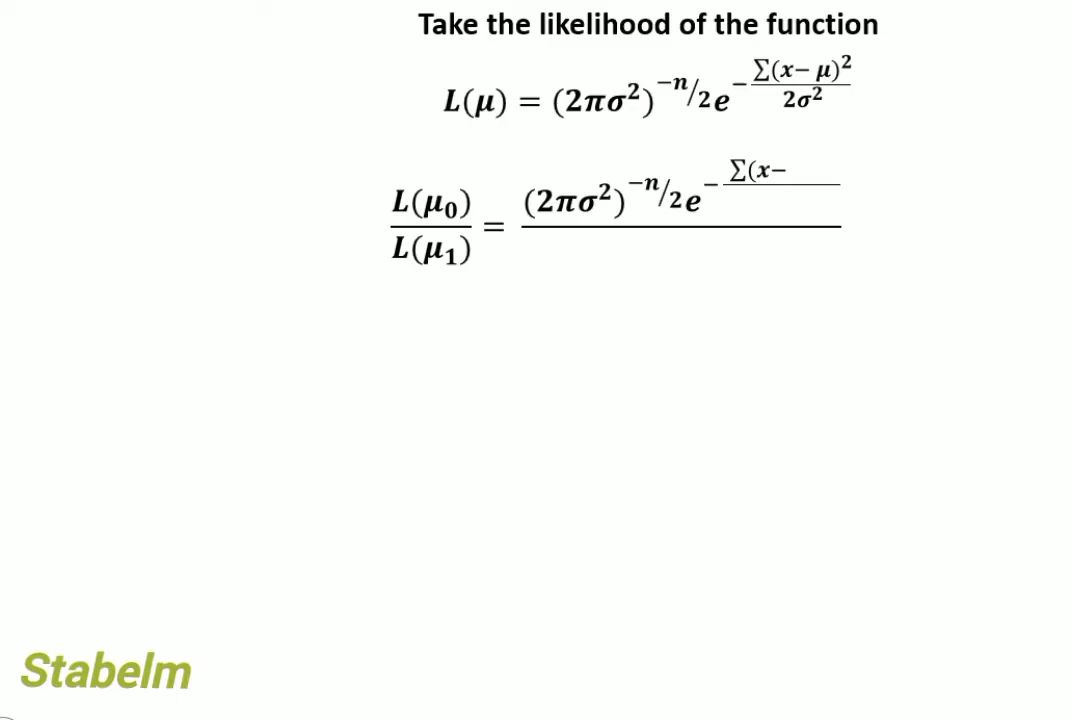 Take the likelihood of the function
L(μ) = (2πσ²)^{−n/2} e^{−∑(x− μ)²/2σ²}
L(μ₀)/L(μ₁) = (2πσ²)^{−n/2} e^{−∑(x−
Stabelm